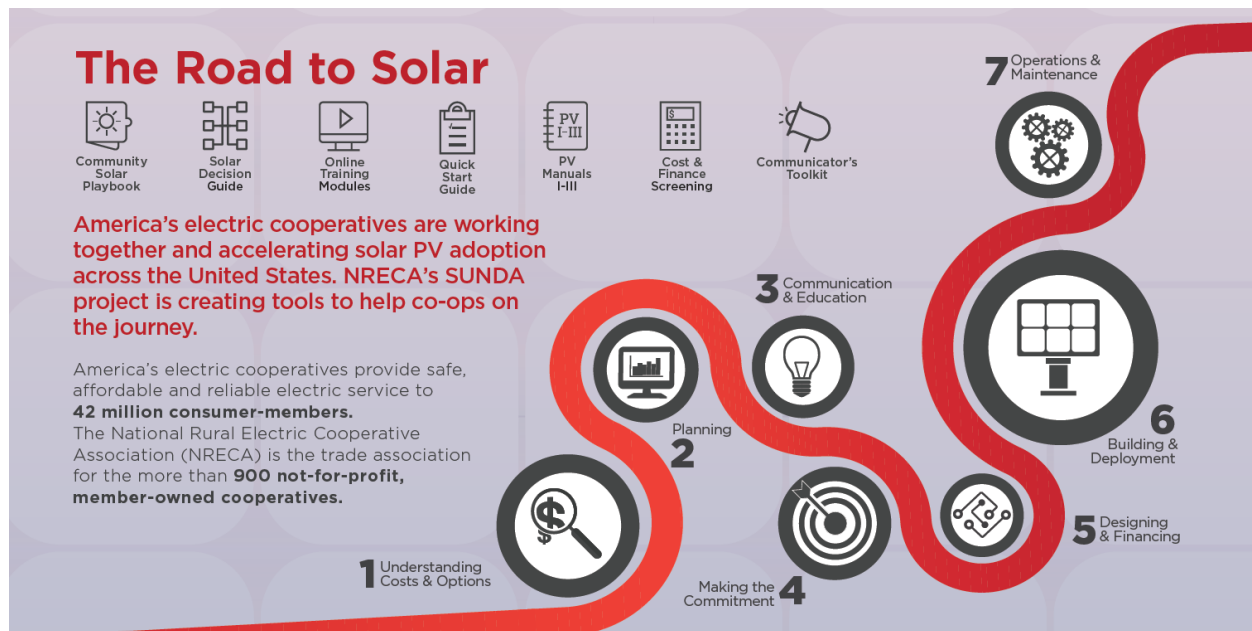 The Road to Solar
Community
Solar
Playbook
Solar
Decision
Guide
Online
Training
Modules
Quick
Start
Guide
PV
I-III
PV
Manuals
I-III
$
Cost &
Finance
Screening
Communicator's
Toolkit
America's electric cooperatives are working
together and accelerating solar PV adoption
across the United States. NRECA's SUNDA
project is creating tools to help co-ops on
the journey.
America's electric cooperatives provide safe,
affordable and reliable electric service to
42 million consumer-members.
The National Rural Electric Cooperative
Association (NRECA) is the trade association
for the more than 900 not-for-profit,
member-owned cooperatives.
1 Understanding
Costs & Options
$
$
Planning
2
3 Communication
& Education
Making the
Commitment 4
5 Designing
& Financing
6
Building &
Deployment
7 Operations &
Maintenance